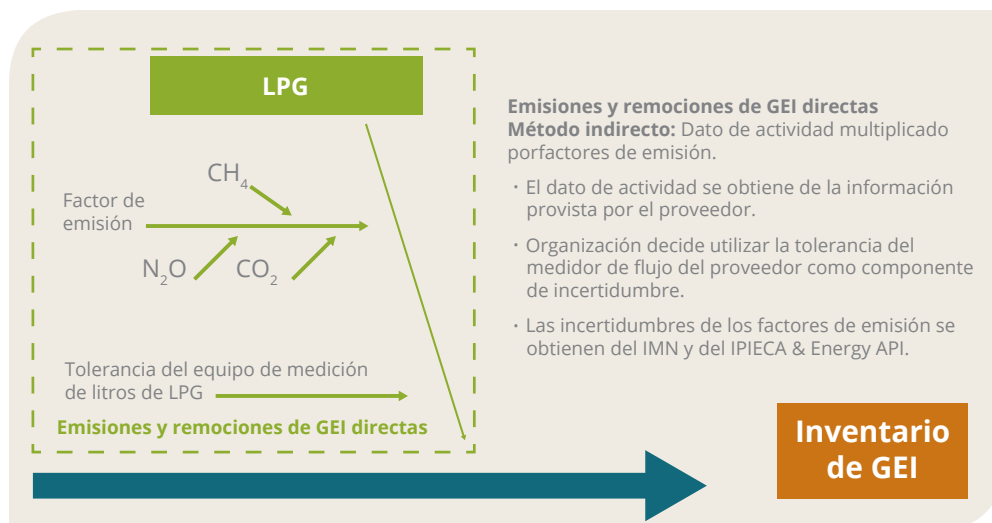 LPG
CH4
Factor de
emisión
N2O
CO2
Tolerancia del equipo de medición
de litros de LPG
Emisiones y remociones de GEI directas
Emisiones y remociones de GEI directas
Método indirecto: Dato de actividad multiplicado
porfactores de emisión.
· El dato de actividad se obtiene de la información
provista por el proveedor.
· Organización decide utilizar la tolerancia del
medidor de flujo del proveedor como componente
de incertidumbre.
· Las incertidumbres de los factores de emisión se
obtienen del IMN y del IPIECA & Energy API.
Inventario
de GEI